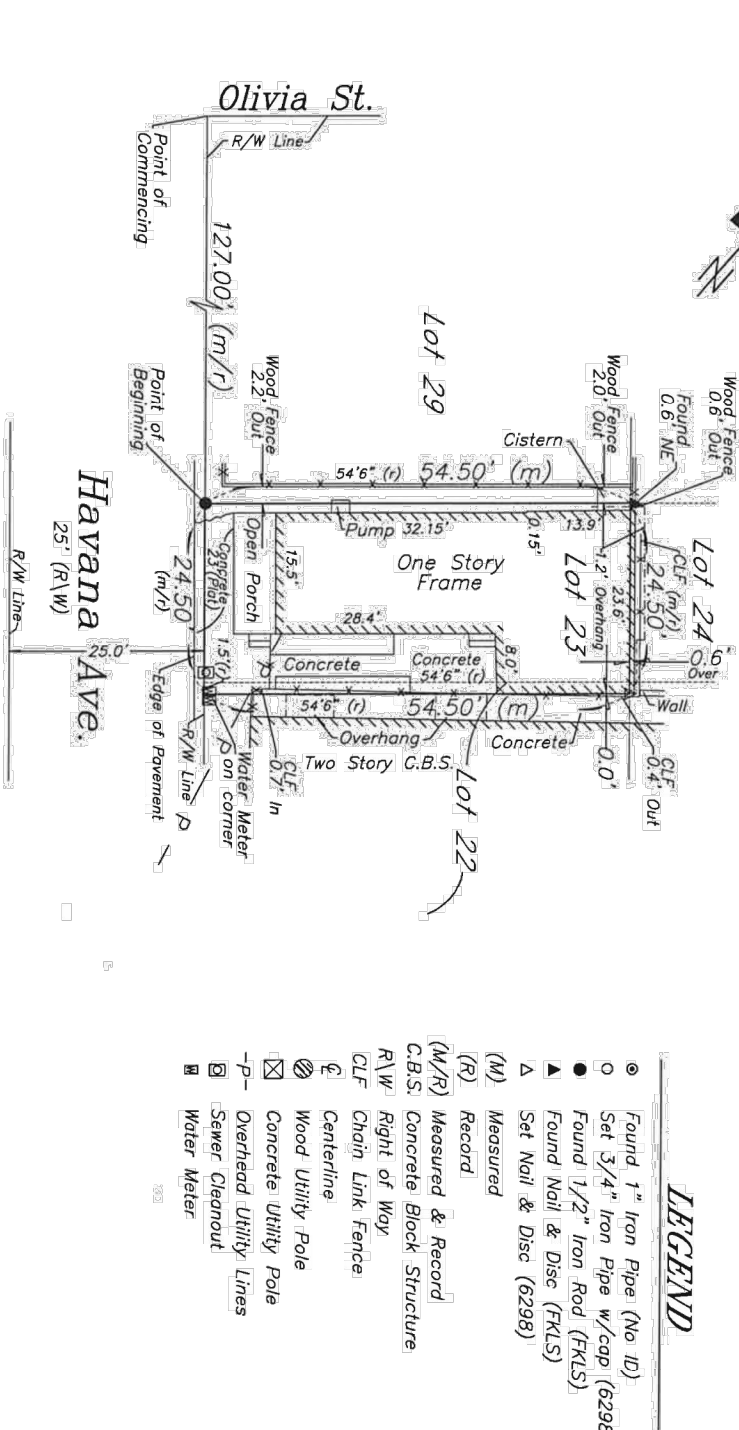 Olivia St.
R/W Line
Point of
Commencing
127.00' (m/r)
N
Lot 29
Point of
Beginning
Wood Fence
2.2' Out
Wood Fence
2.0' Out
Found
0.6' NE
Wood Fence
0.6' Out
Cistern
54'6" (r)
54.50' (m)
Pump
32.15'
0.15'
13.9'
Open Porch
15.5'
One Story
Frame
Lot 23
1.2' Overhang
23.6'
CLF
24.50' (m/r)
Lot 24
Havana Ave.
25' (R\W)
R/W Line
24.50'
(m/r)
Concrete
25' (Plat)
1.5' (r)
28.4'
8.0'
Concrete
Concrete
54'6" (r)
0.6'
Over
25.0'
p
54'6" (r)
54.50' (m)
Wall
Overhang
Concrete
0.0'
CLF
0.4' Out
Two Story C.B.S.
Lot 22
CLF
0.7' In
Water Meter
on corner
p
R/W Line
p
Edge of Pavement
LEGEND
Found 1" Iron Pipe (No ID)
Set 3/4" Iron Pipe w/cap (6298
Found 1/2" Iron Rod (FKLS)
Found Nail & Disc (FKLS)
Set Nail & Disc (6298)
(M) Measured
(R) Record
(M/R) Measured & Record
C.B.S. Concrete Block Structure
R\W Right of Way
CLF Chain Link Fence
℄ Centerline
Wood Utility Pole
Concrete Utility Pole
-P- Overhead Utility Lines
Sewer Cleanout
W Water Meter